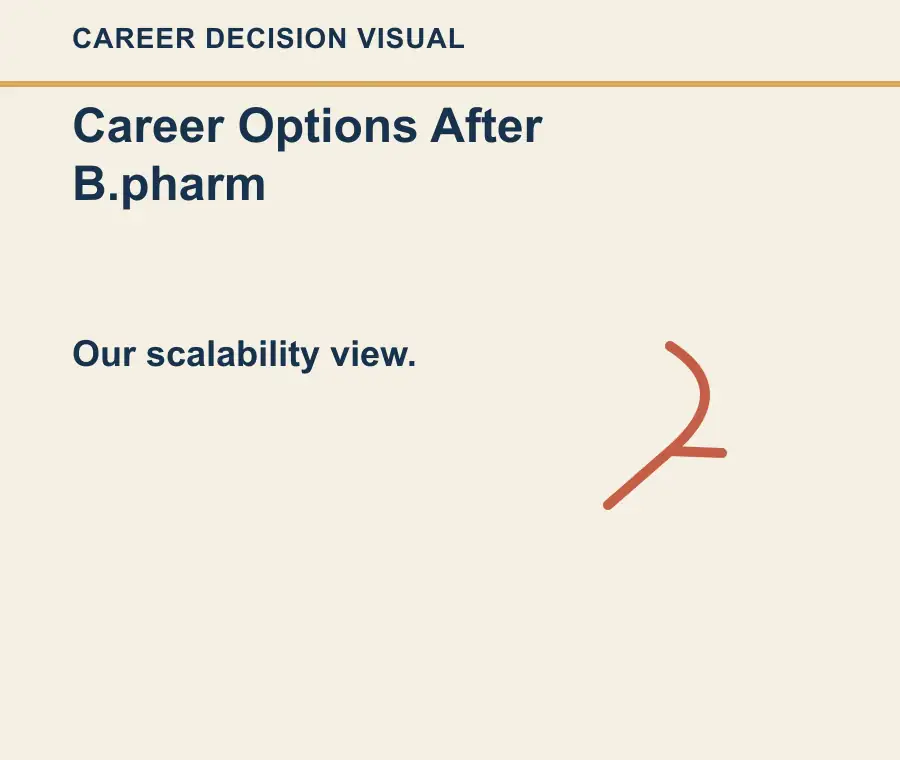 CAREER DECISION VISUAL
Career Options After
B.pharm
Our scalability view.